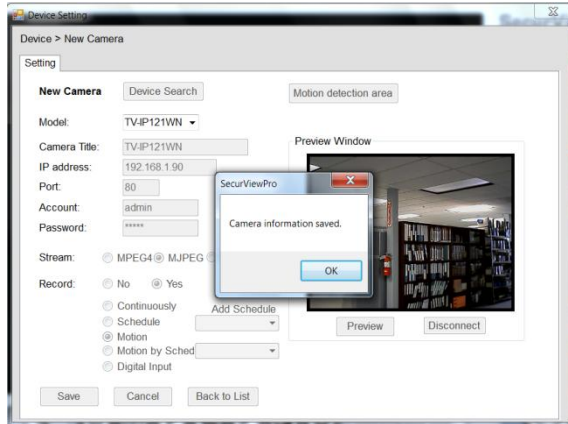 Device Setting
Device > New Camera
Setting
New Camera Device Search Motion detection area
Model: TV-IP121WN
Camera Title: TV-IP121WN
Preview Window
IP address: 192.168.1.90
Port: 80
SecurViewPro
Account: admin
Camera information saved.
Password: *****
Stream: MPEG4 MJPEG
OK
Record: No Yes
Continuously Add Schedule
Schedule
Preview Disconnect
Motion
Motion by Sched
Digital Input
Save Cancel Back to List